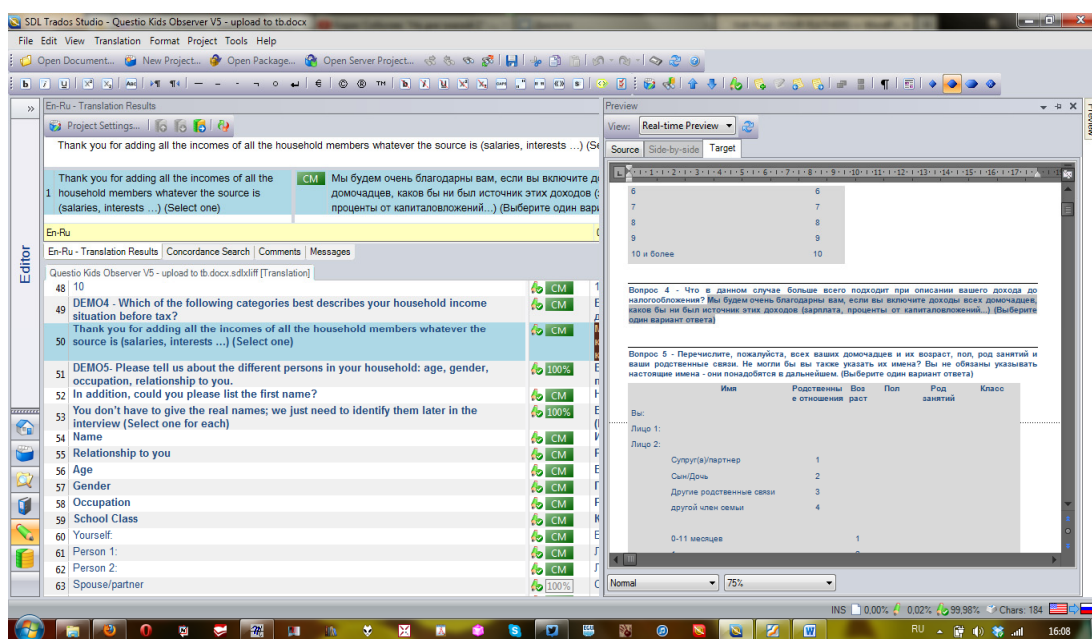 SDL Trados Studio - Questio Kids Observer V5 - upload to tb.docx
File Edit View Translation Format Project Tools Help
Open Document... New Project... Open Package... Open Server Project...
En-Ru - Translation Results
Project Settings...
Thank you for adding all the incomes of all the household members whatever the source is (salaries, interests ...) (Se
1 Thank you for adding all the incomes of all the
household members whatever the source is
(salaries, interests ...) (Select one)
CM Мы будем очень благодарны вам, если вы включите д
домочадцев, каков бы ни был источник этих доходов (
проценты от капиталовложений...) (Выберите один вари
En-Ru
En-Ru - Translation Results Concordance Search Comments Messages
Questio Kids Observer V5 - upload to tb.docx.sdlxliff [Translation]
Editor
48 10 CM
49 DEMO4 - Which of the following categories best describes your household income
situation before tax? CM
50 Thank you for adding all the incomes of all the household members whatever the
source is (salaries, interests ...) (Select one) CM
51 DEMO5- Please tell us about the different persons in your household: age, gender,
occupation, relationship to you. 100%
52 In addition, could you please list the first name? CM
53 You don't have to give the real names; we just need to identify them later in the
interview (Select one for each) 100%
54 Name CM
55 Relationship to you CM
56 Age CM
57 Gender CM
58 Occupation CM
59 School Class CM
60 Yourself: CM
61 Person 1: CM
62 Person 2: CM
63 Spouse/partner 100%
Preview
View: Real-time Preview
Source Side-by-side Target
6 6
7 7
8 8
9 9
10 и более 10
Вопрос 4 - Что в данном случае больше всего подходит при описании вашего дохода до
налогообложения? Мы будем очень благодарны вам, если вы включите доходы всех домочадцев,
каков бы ни был источник этих доходов (зарплата, проценты от капиталовложений...) (Выберите
один вариант ответа)
Вопрос 5 - Перечислите, пожалуйста, всех ваших домочадцев и их возраст, пол, род занятий и
ваши родственные связи. Не могли бы вы также указать их имена? Вы не обязаны указывать
настоящие имена - они понадобятся в дальнейшем. (Выберите один вариант ответа)
Имя Родственны Воз Пол Род Класс
е отношения раст занятий
Вы:
Лицо 1:
Лицо 2:
Супруг(а)/партнер 1
Сын/Дочь 2
Другие родственные связи 3
другой член семьи 4
0-11 месяцев 1
Normal 75%
INS 0,00% 0,02% 99,98% Chars: 184
RU 16:08